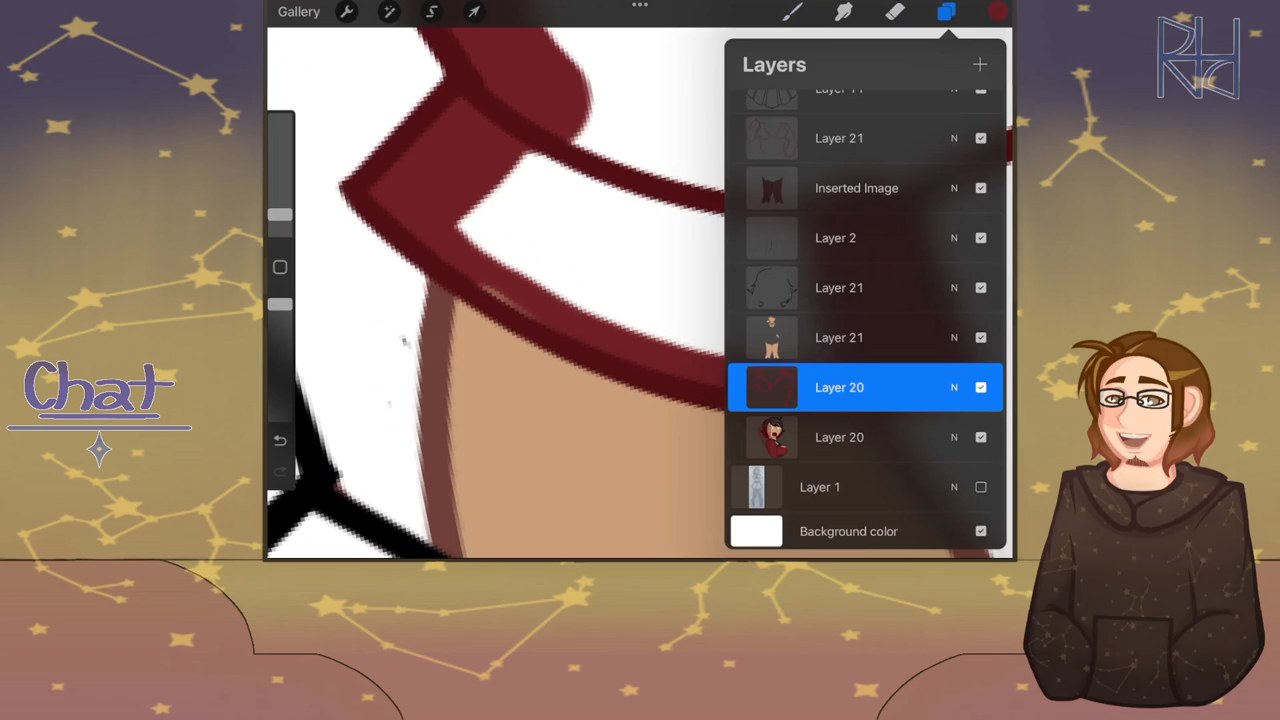 Gallery
Layers
Layer 21 N
Inserted Image N
Layer 2 N
Layer 21 N
Layer 21 N
Layer 20 N
Layer 20 N
Layer 1 N
Background color
Chat